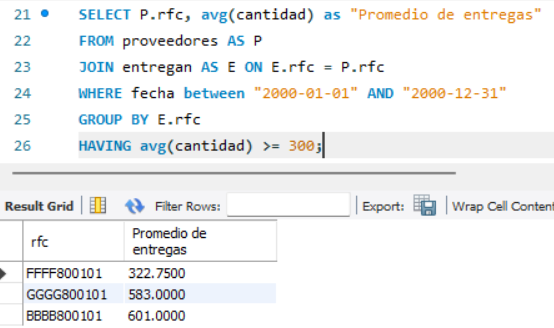 21 SELECT P.rfc, avg(cantidad) as "Promedio de entregas"
22 FROM proveedores AS P
23 JOIN entregan AS E ON E.rfc = P.rfc
24 WHERE fecha between "2000-01-01" AND "2000-12-31"
25 GROUP BY E.rfc
26 HAVING avg(cantidad) >= 300;
Result Grid Filter Rows: Export: Wrap Cell Content
rfc Promedio de
entregas
FFFF800101 322.7500
GGGG800101 583.0000
BBBB800101 601.0000